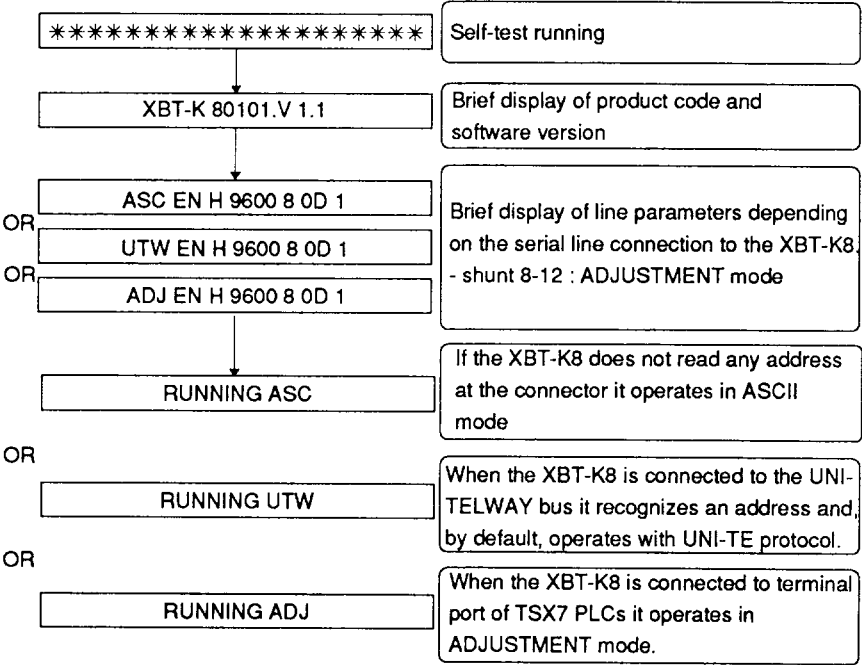 ******************* Self-test running
XBT-K 80101.V 1.1
Brief display of product code and
software version
ASC EN H 9600 8 0D 1
OR
UTW EN H 9600 8 0D 1
OR
ADJ EN H 9600 8 0D 1
Brief display of line parameters depending
on the serial line connection to the XBT-K8.
- shunt 8-12 : ADJUSTMENT mode
RUNNING ASC
If the XBT-K8 does not read any address
at the connector it operates in ASCII
mode
OR
RUNNING UTW
When the XBT-K8 is connected to the UNI-
TELWAY bus it recognizes an address and,
by default, operates with UNI-TE protocol.
OR
RUNNING ADJ
When the XBT-K8 is connected to terminal
port of TSX7 PLCs it operates in
ADJUSTMENT mode.